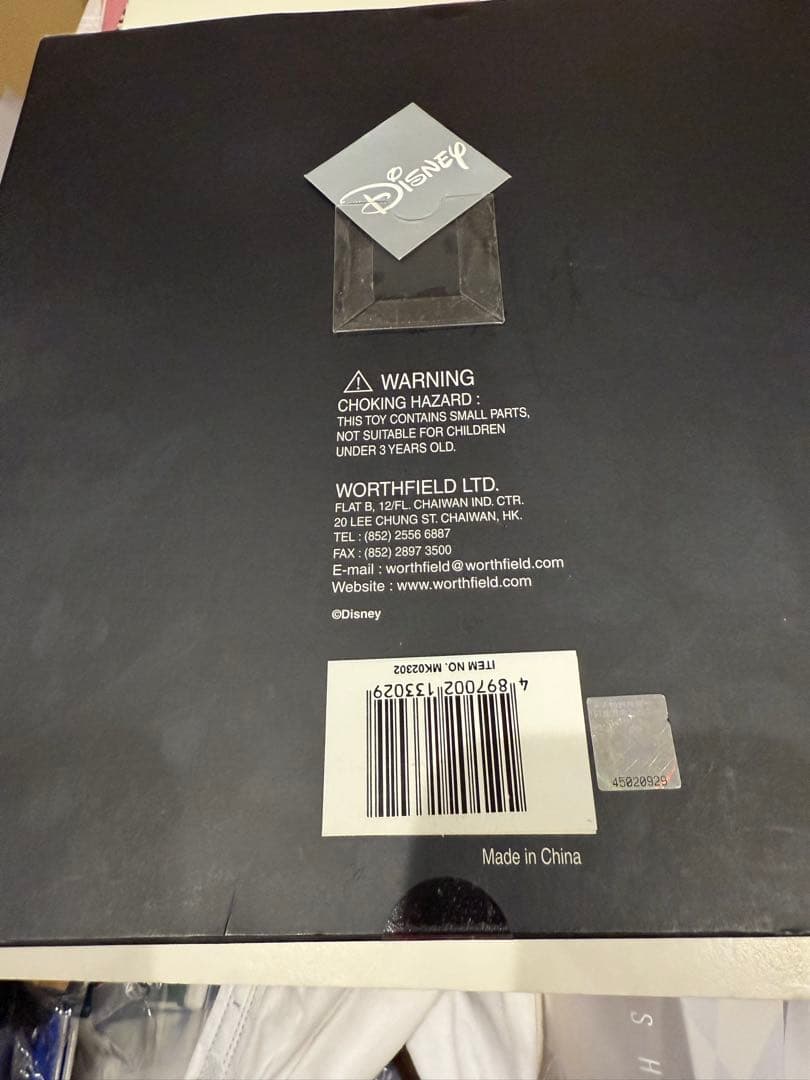 Disney
⚠ WARNING
CHOKING HAZARD :
THIS TOY CONTAINS SMALL PARTS,
NOT SUITABLE FOR CHILDREN
UNDER 3 YEARS OLD.
WORTHFIELD LTD.
FLAT B, 12/FL. CHAIWAN IND. CTR.
20 LEE CHUNG ST. CHAIWAN, HK.
TEL : (852) 2556 6887
FAX : (852) 2897 3500
E-mail : worthfield@worthfield.com
Website : www.worthfield.com
©Disney
ITEM NO. MK02302
4 897002 133029
45020929
Made in China
S
H